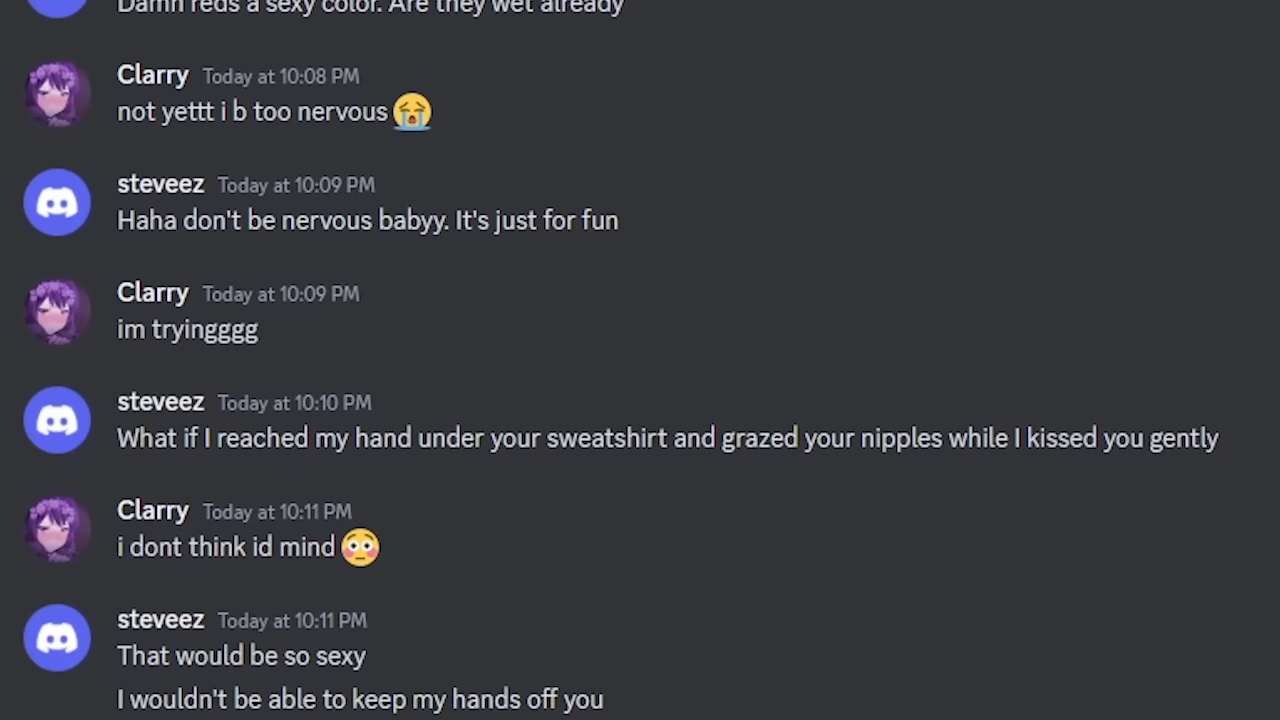 Damn reds a sexy color. Are they wet already
Clarry Today at 10:08 PM
not yettt i b too nervous 😭
steveez Today at 10:09 PM
Haha don't be nervous babyy. It's just for fun
Clarry Today at 10:09 PM
im tryingggg
steveez Today at 10:10 PM
What if I reached my hand under your sweatshirt and grazed your nipples while I kissed you gently
Clarry Today at 10:11 PM
i dont think id mind 😳
steveez Today at 10:11 PM
That would be so sexy
I wouldn't be able to keep my hands off you